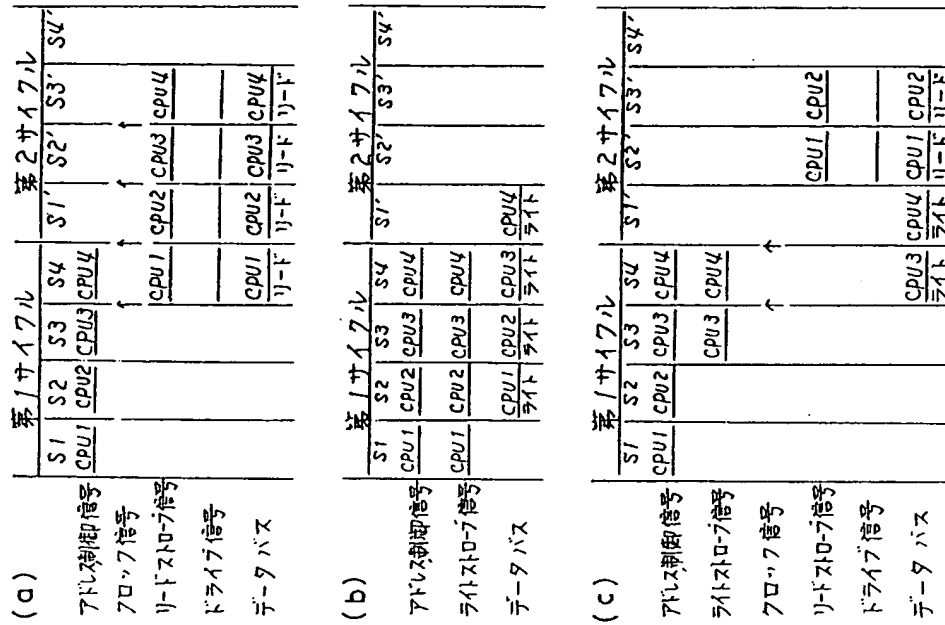 (a)
第1サイクル 第2サイクル
S1 S2 S3 S4 S1' S2' S3' S4'
アドレス制御信号 CPU1 CPU2 CPU3 CPU4
クロック信号 ↑ ↑ ↑ ↑
リードストローブ信号 CPU1 CPU2 CPU3 CPU4
ドライブ信号
データバス CPU1 CPU2 CPU3 CPU4
リード リード リード リード
(b)
第1サイクル 第2サイクル
S1 S2 S3 S4 S1' S2' S3' S4'
アドレス制御信号 CPU1 CPU2 CPU3 CPU4
ライトストローブ信号 CPU1 CPU2 CPU3 CPU4
データバス CPU1 CPU2 CPU3 CPU4
ライト ライト ライト ライト
(c)
第1サイクル 第2サイクル
S1 S2 S3 S4 S1' S2' S3' S4'
アドレス制御信号 CPU1 CPU2 CPU3 CPU4
ライトストローブ信号 CPU3 CPU4
クロック信号 ↑ ↑
リードストローブ信号 CPU1 CPU2
ドライブ信号
データバス CPU3 CPU4 CPU1 CPU2
ライト ライト リード リード